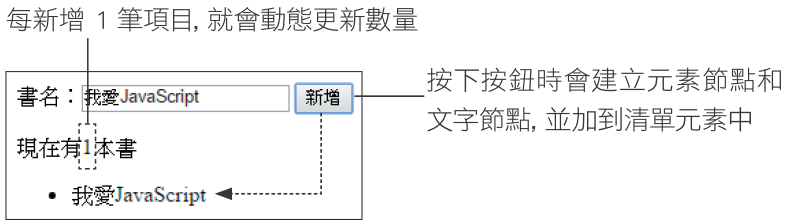 每新增 1 筆項目, 就會動態更新數量
書名：我愛JavaScript 新增
按下按鈕時會建立元素節點和
文字節點, 並加到清單元素中
現在有1本書
• 我愛JavaScript